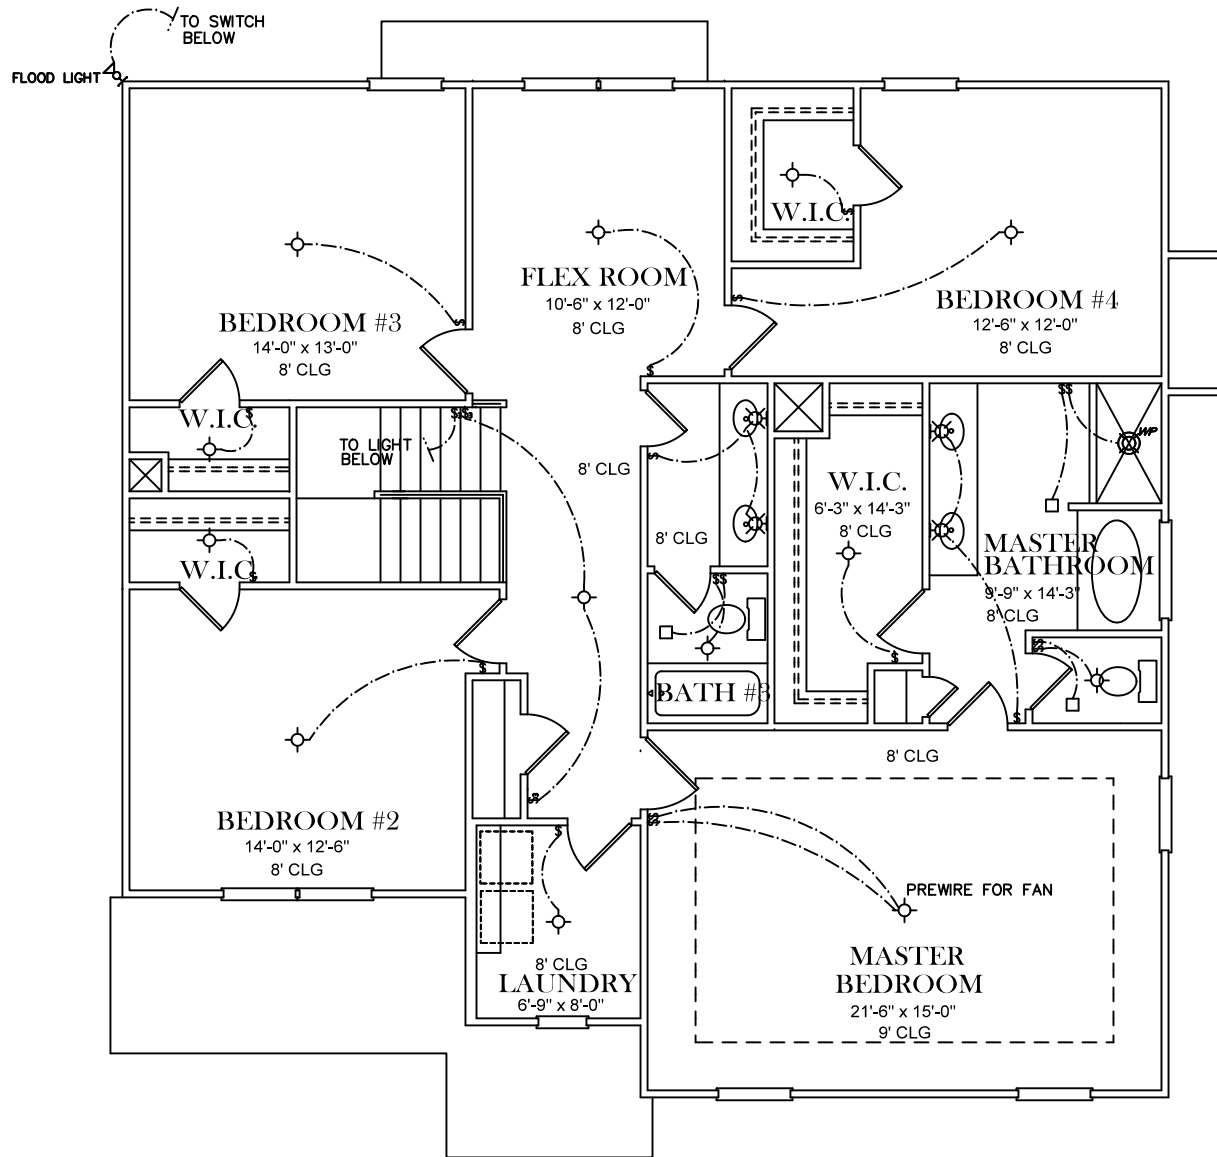 TO SWITCH
BELOW
FLOOD LIGHT
W.I.C.
FLEX ROOM
10'-6" x 12'-0"
8' CLG
BEDROOM #4
12'-6" x 12'-0"
8' CLG
BEDROOM #3
14'-0" x 13'-0"
8' CLG
W.I.C.
TO LIGHT
BELOW
8' CLG
WP
W.I.C.
6'-3" x 14'-3"
8' CLG
8' CLG
MASTER
BATHROOM
9'-9" x 14'-3"
8' CLG
W.I.C.
BATH #3
8' CLG
BEDROOM #2
14'-0" x 12'-6"
8' CLG
PREWIRE FOR FAN
MASTER
BEDROOM
21'-6" x 15'-0"
9' CLG
8' CLG
LAUNDRY
6'-9" x 8'-0"